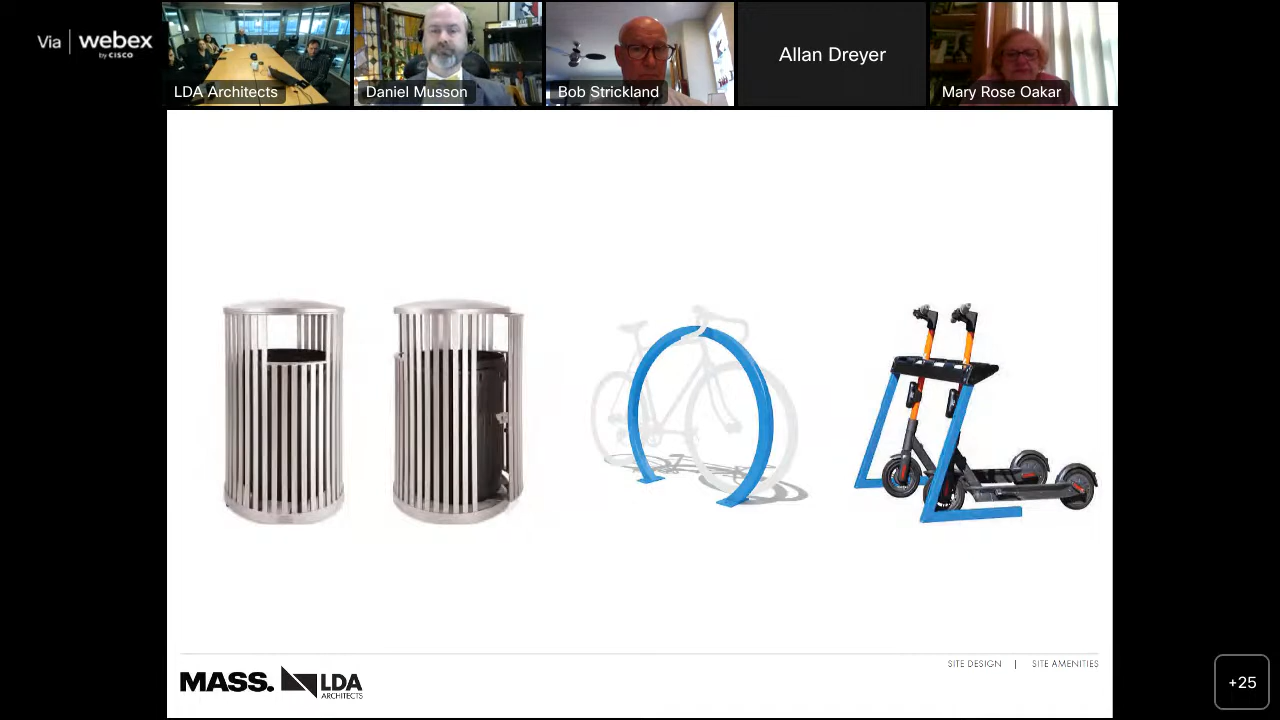 Via | webex
by CISCO
LDA Architects
Daniel Musson
Bob Strickland
Allan Dreyer
Mary Rose Oakar
SITE DESIGN | SITE AMENITIES
MASS. LDA
ARCHITECTS
+25